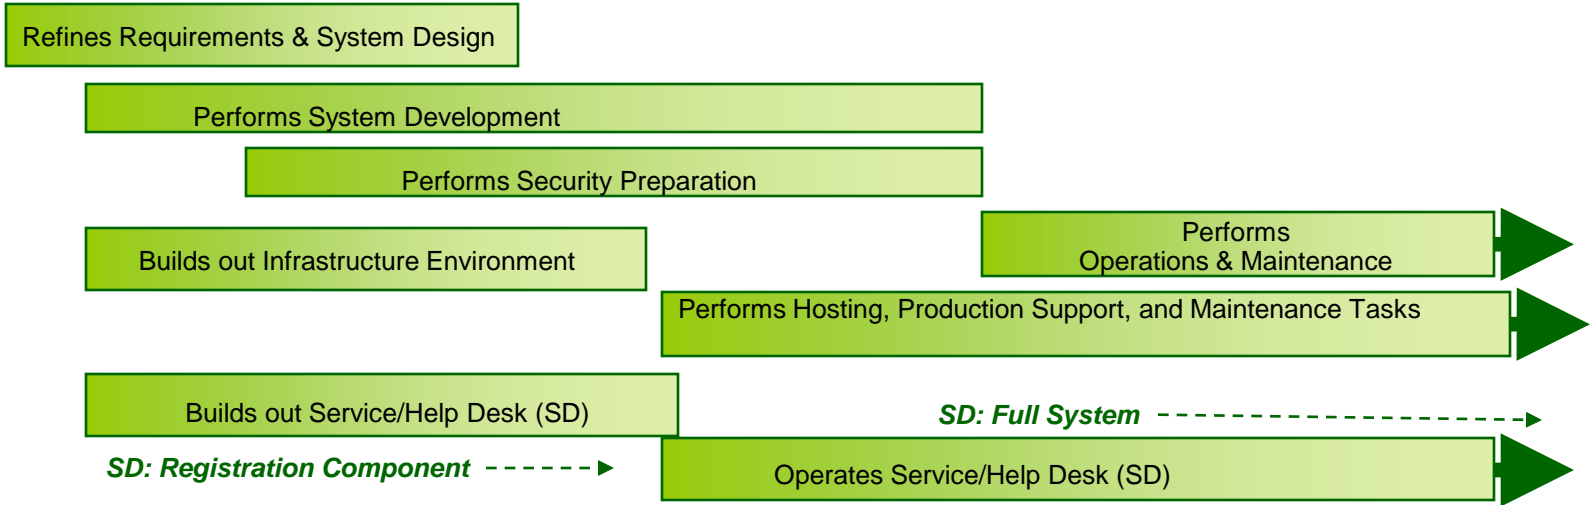 Refines Requirements & System Design
Performs System Development
Performs Security Preparation
Performs
Operations & Maintenance
Builds out Infrastructure Environment
Performs Hosting, Production Support, and Maintenance Tasks
Builds out Service/Help Desk (SD)
SD: Full System
SD: Registration Component
Operates Service/Help Desk (SD)